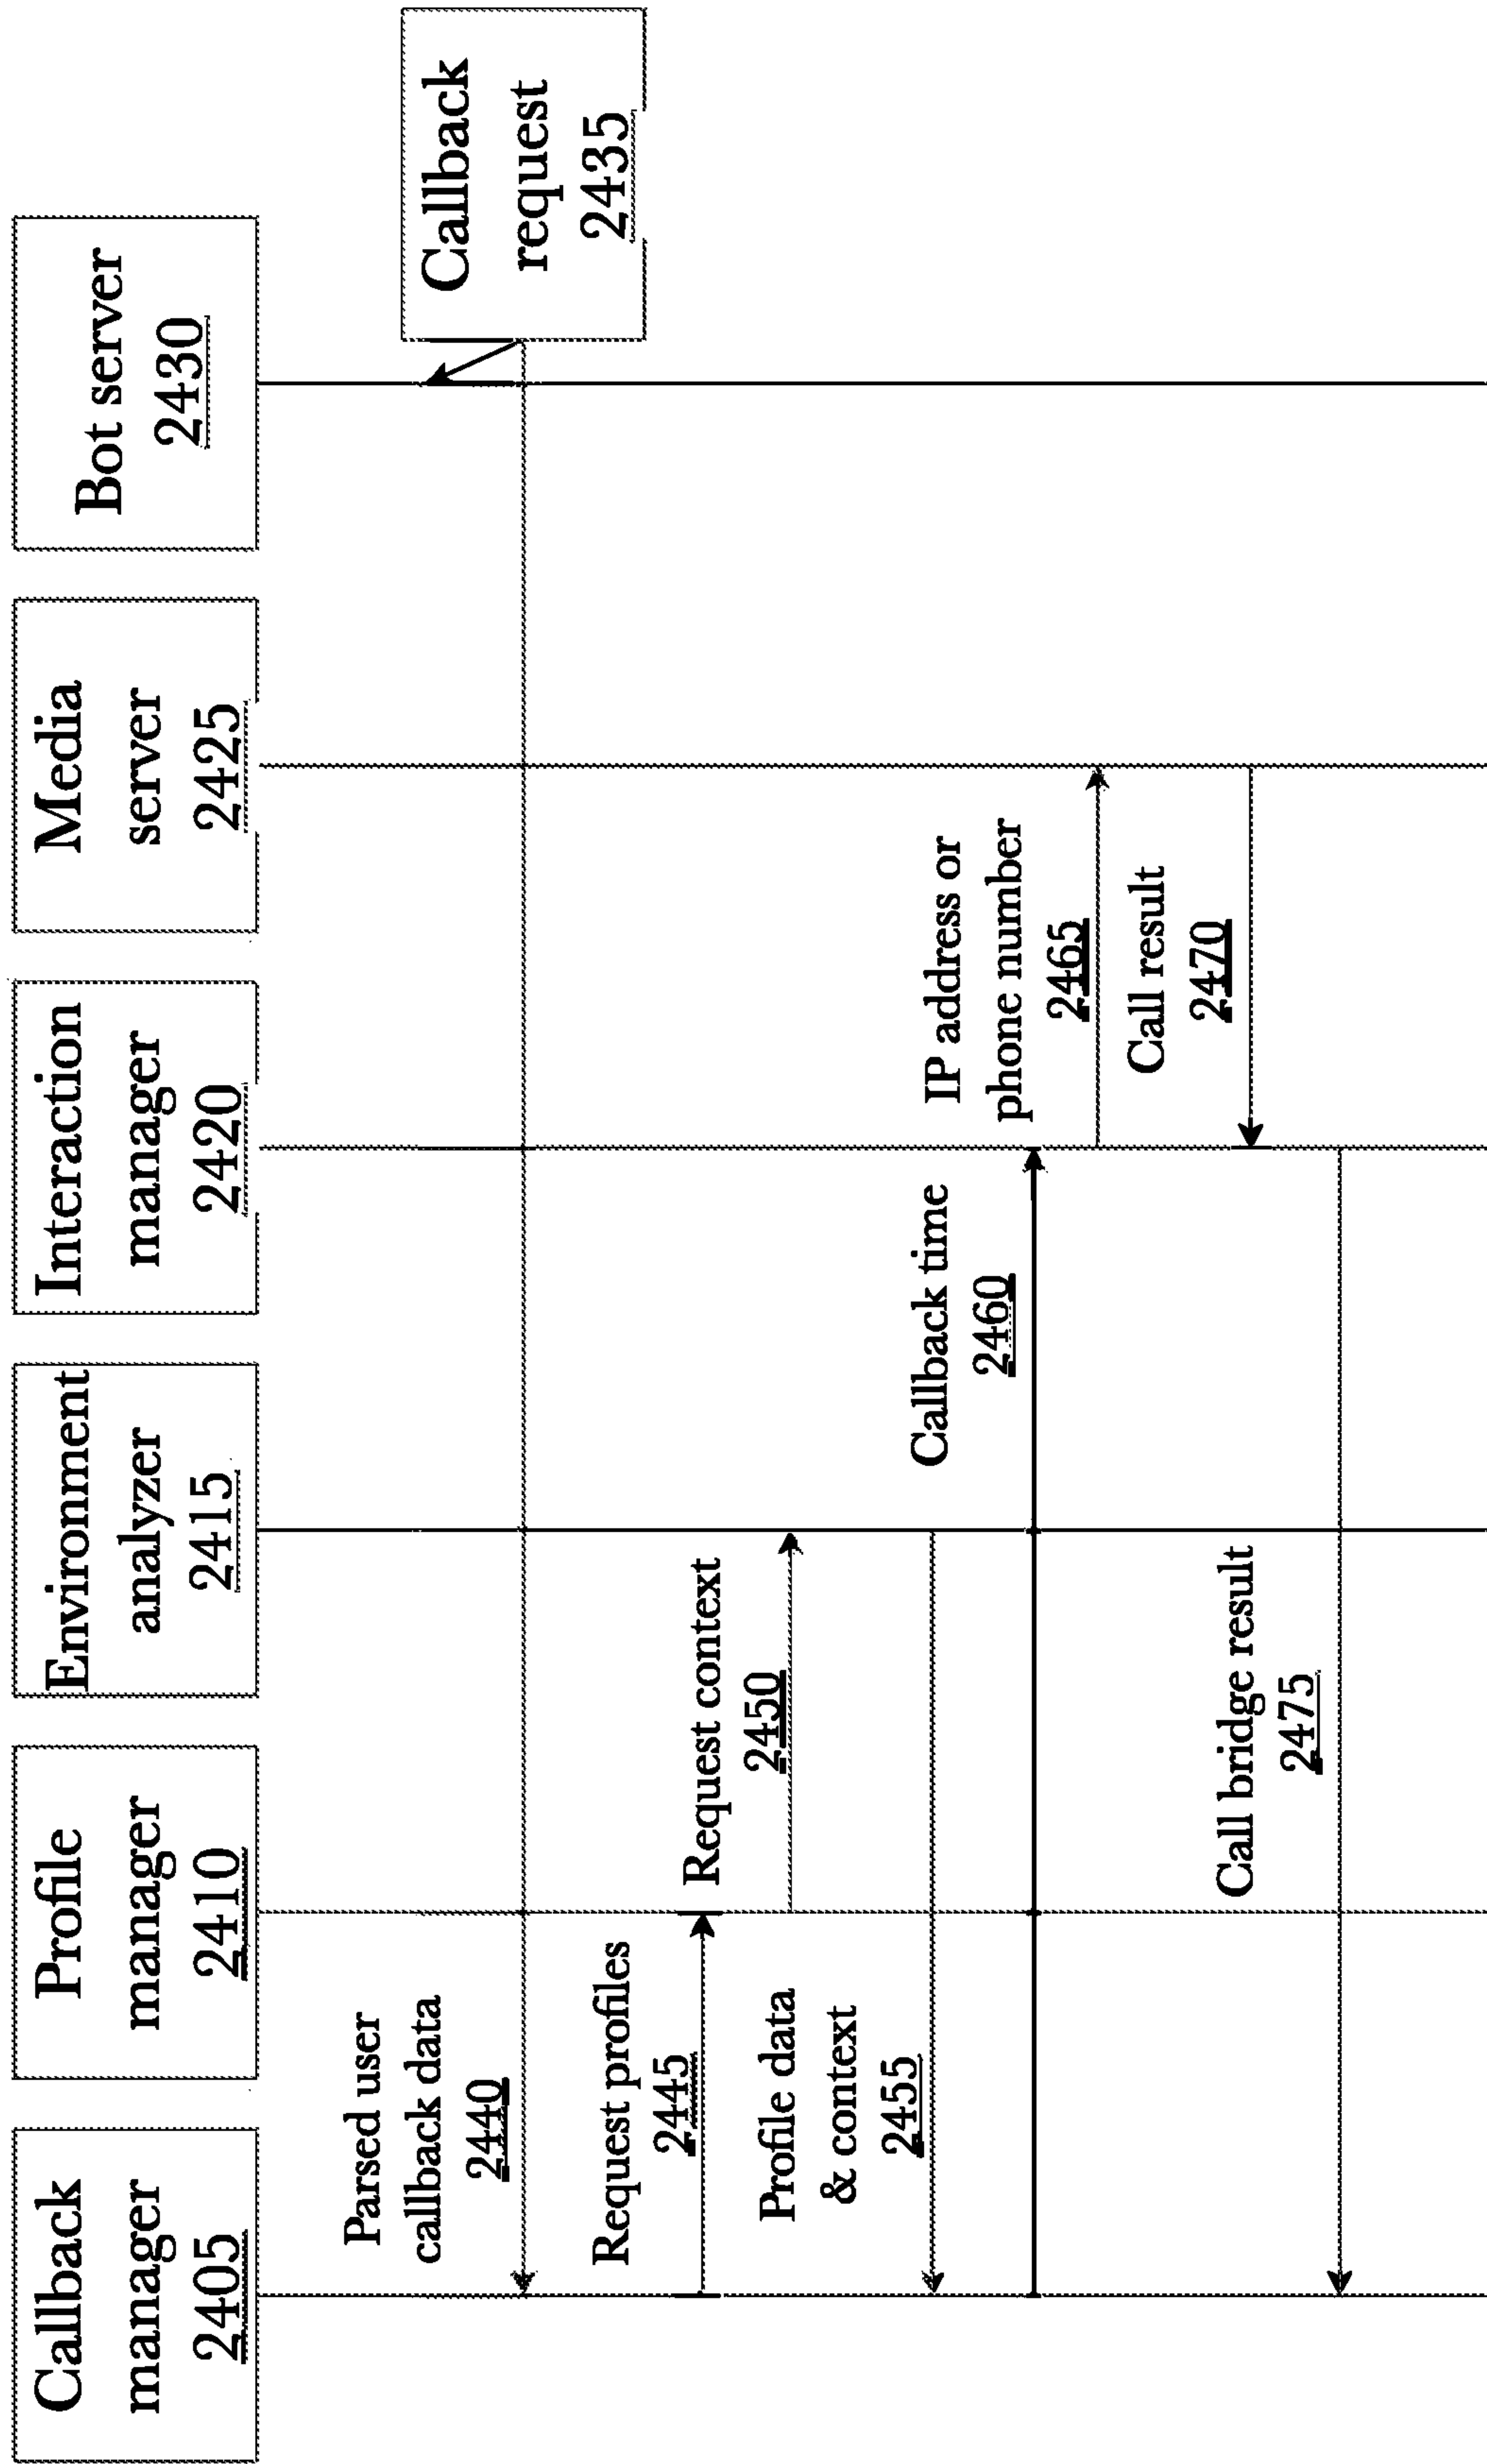 Callback
manager
2405
Profile
manager
2410
Environment
analyzer
2415
Interaction
manager
2420
Media
server
2425
Bot server
2430
Callback
request
2435
Parsed user
callback data
2440
Request profiles
2445
Request context
2450
Profile data
& context
2455
Callback time
2460
IP address or
phone number
2465
Call result
2470
Call bridge result
2475